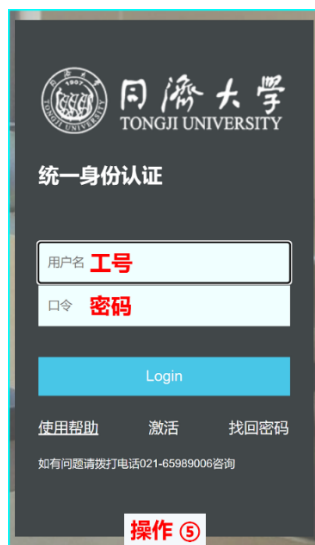 同濟大學
TONGJI UNIVERSITY
统一身份认证
用户名 工号
口令 密码
Login
使用帮助 激活 找回密码
如有问题请拨打电话021-65989006咨询
操作 ⑤